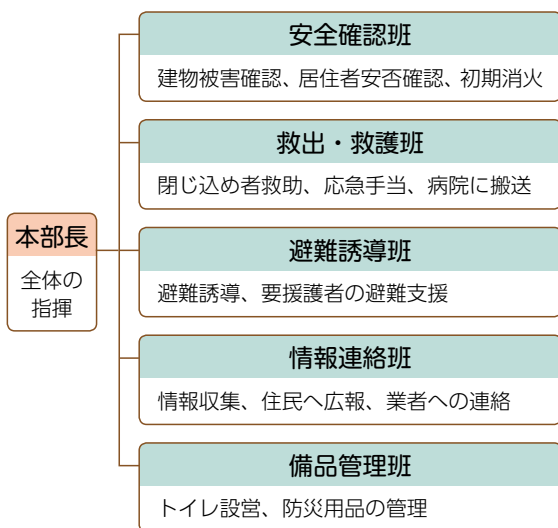 安全確認班
建物被害確認、居住者安否確認、初期消火
救出・救護班
閉じ込め者救助、応急手当、病院に搬送
本部長
全体の
指揮
避難誘導班
避難誘導、要援護者の避難支援
情報連絡班
情報収集、住民へ広報、業者への連絡
備品管理班
トイレ設営、防災用品の管理